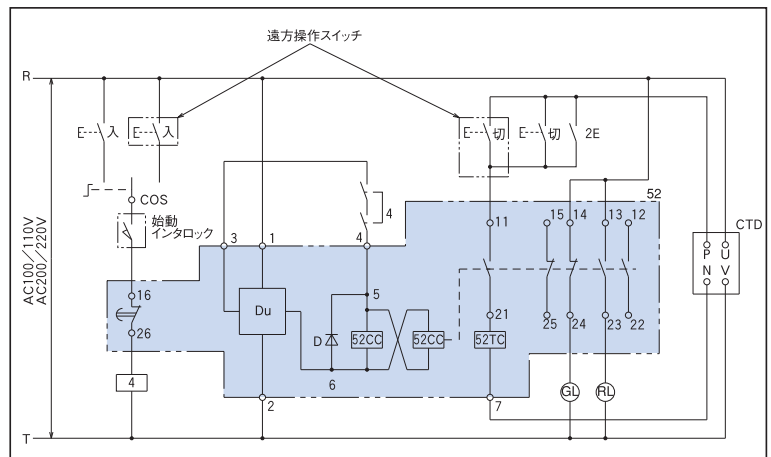 遠方操作スイッチ
R
AC100/110V
AC200/220V
E 入
E 入
E 切
E 切
2E
COS
始動
インタロック
52
4
3
1
4
11
15
14
13
12
CTD
P
U
N
V
16
26
Du
5
D
52CC
52CC
6
21
52TC
25
24
23
22
4
2
7
GL
RL
T